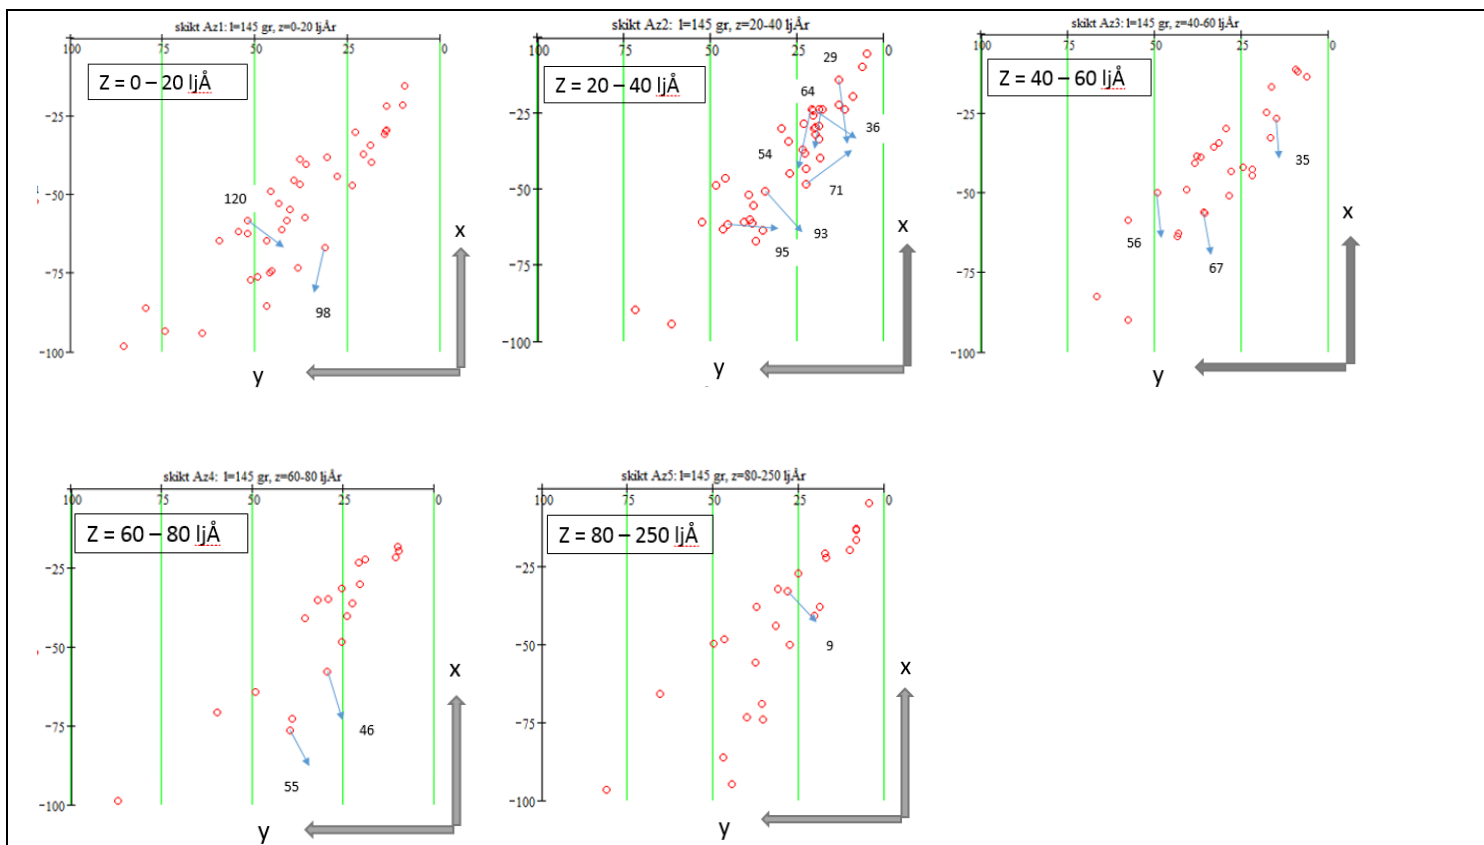 skikt Az1: l=145 gr, z=0-20 ljÅr
100 75 50 25 0
Z = 0 – 20 ljÅ
−25
−50
−75
−100
120
98
x
y
skikt Az2: l=145 gr, z=20-40 ljÅr
100 75 50 25 0
Z = 20 – 40 ljÅ
−25
−50
−75
−100
29
64
36
54
71
93
95
x
y
skikt Az3: l=145 gr, z=40-60 ljÅr
100 75 50 25 0
Z = 40 – 60 ljÅ
−25
−50
−75
−100
35
56
67
x
y
skikt Az4: l=145 gr, z=60-80 ljÅr
100 75 50 25 0
Z = 60 – 80 ljÅ
−25
−50
−75
−100
46
55
x
y
skikt Az5: l=145 gr, z=80-250 ljÅr
100 75 50 25 0
Z = 80 – 250 ljÅ
−25
−50
−75
−100
9
x
y